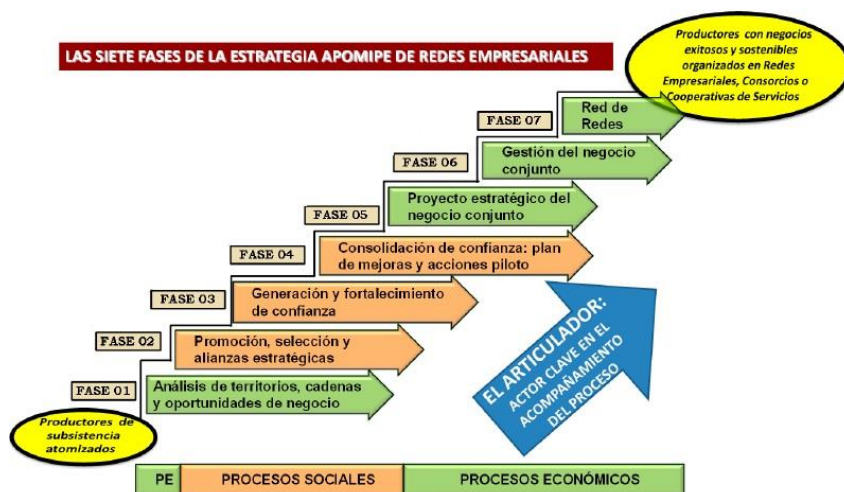 LAS SIETE FASES DE LA ESTRATEGIA APOMIPE DE REDES EMPRESARIALES
Productores con negocios
exitosos y sostenibles
organizados en Redes
Empresariales, Consorcios o
Cooperativas de Servicios
FASE 07
Red de
Redes
FASE 06
Gestión del negocio
conjunto
FASE 05
Proyecto estratégico del
negocio conjunto
FASE 04
Consolidación de confianza: plan
de mejoras y acciones piloto
FASE 03
Generación y fortalecimiento
de confianza
FASE 02
Promoción, selección y
alianzas estratégicas
FASE 01
Análisis de territorios, cadenas
y oportunidades de negocio
Productores de
subsistencia
atomizados
EL ARTICULADOR:
ACTOR CLAVE EN EL
ACOMPAÑAMIENTO
DEL PROCESO
PE
PROCESOS SOCIALES
PROCESOS ECONÓMICOS